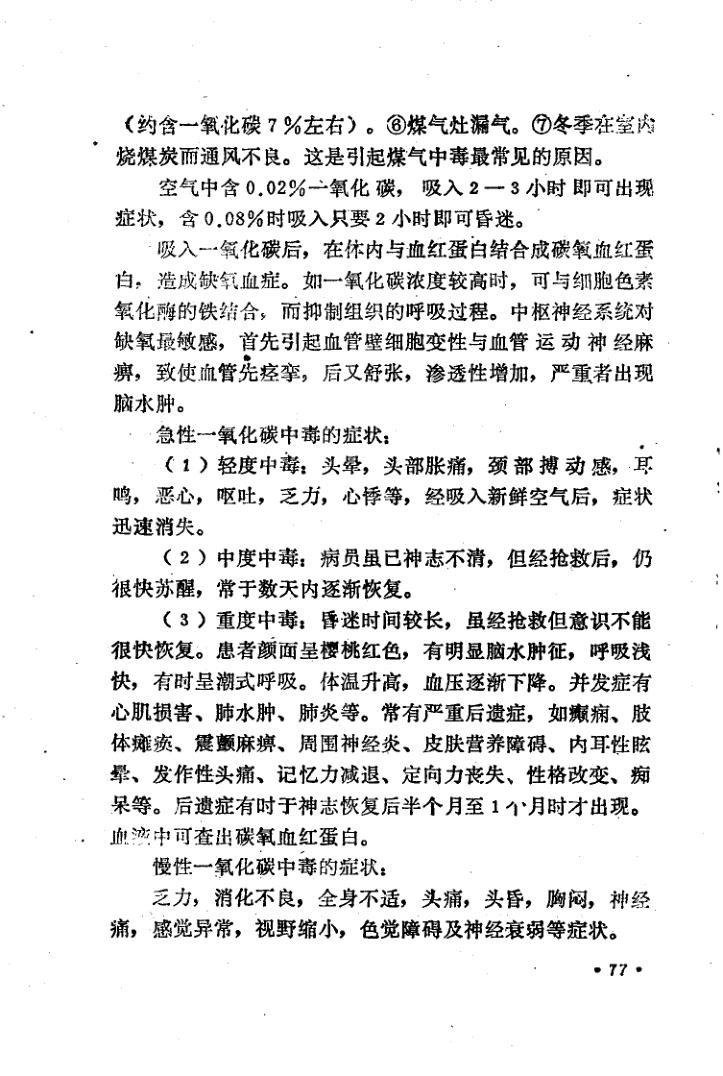 （约含一氧化碳7％左右）。⑥煤气灶漏气。⑦冬季在室内
烧煤炭而通风不良。这是引起煤气中毒最常见的原因。
空气中含0.02％一氧化碳，吸入2—3小时即可出现
症状，含0.08％时吸入只要2小时即可昏迷。
吸入一氧化碳后，在体内与血红蛋白结合成碳氧血红蛋
白，造成缺氧血症。如一氧化碳浓度较高时，可与细胞色素
氧化酶的铁结合，而抑制组织的呼吸过程。中枢神经系统对
缺氧最敏感，首先引起血管壁细胞变性与血管运动神经麻
痹，致使血管先痉挛，后又舒张，渗透性增加，严重者出现
脑水肿。
急性一氧化碳中毒的症状：
（1）轻度中毒：头晕，头部胀痛，颈部搏动感，耳
鸣，恶心，呕吐，乏力，心悸等，经吸入新鲜空气后，症状
迅速消失。
（2）中度中毒：病员虽已神志不清，但经抢救后，仍
很快苏醒，常于数天内逐渐恢复。
（3）重度中毒：昏迷时间较长，虽经抢救但意识不能
很快恢复。患者颜面呈樱桃红色，有明显脑水肿征，呼吸浅
快，有时呈潮式呼吸。体温升高，血压逐渐下降。并发症有
心肌损害、肺水肿、肺炎等。常有严重后遗症，如癫痫、肢
体瘫痪、震颤麻痹、周围神经炎、皮肤营养障碍、内耳性眩
晕、发作性头痛、记忆力减退、定向力丧失、性格改变、痴
呆等。后遗症有时于神志恢复后半个月至1个月时才出现。
血液中可查出碳氧血红蛋白。
慢性一氧化碳中毒的症状：
乏力，消化不良，全身不适，头痛，头昏，胸闷，神经
痛，感觉异常，视野缩小，色觉障碍及神经衰弱等症状。
•77•